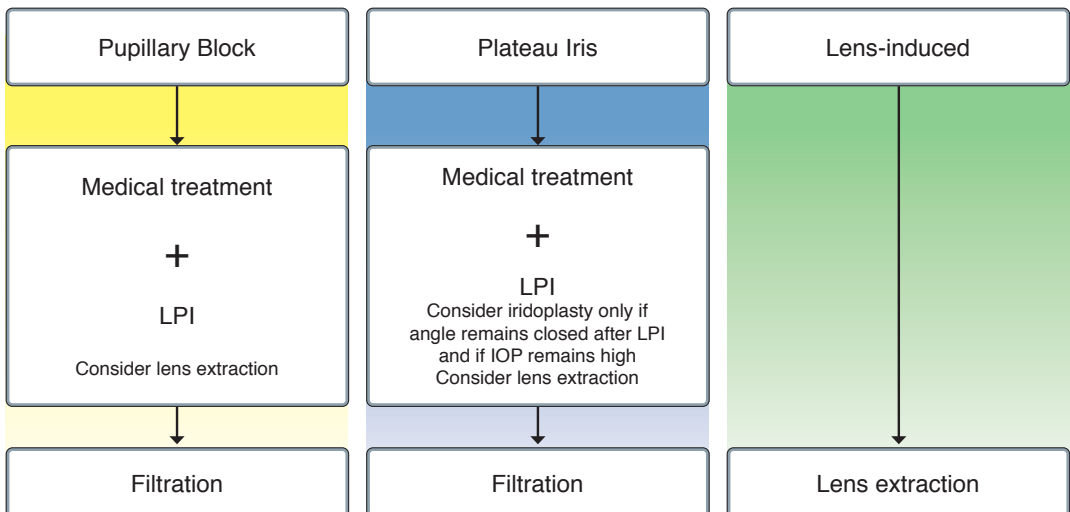 Pupillary Block
Medical treatment
+
LPI
Consider lens extraction
Filtration
Plateau Iris
Medical treatment
+
LPI
Consider iridoplasty only if
angle remains closed after LPI
and if IOP remains high
Consider lens extraction
Filtration
Lens-induced
Lens extraction